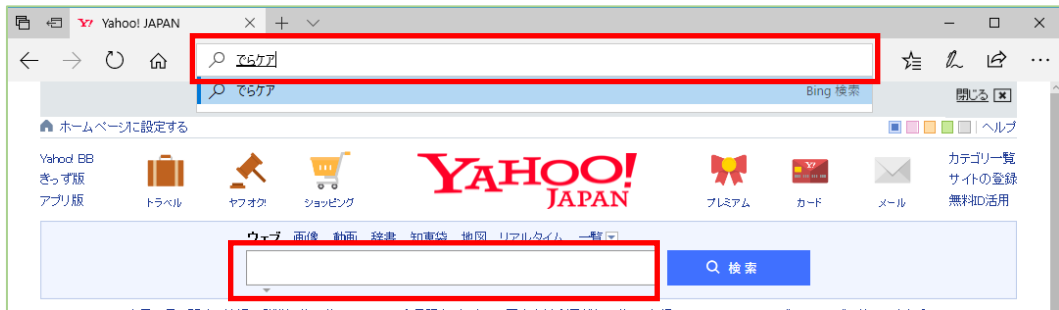 Yahoo! JAPAN
でらケア
でらケア Bing 検索
閉じる
ホームページに設定する ヘルプ
Yahoo! BB
きっず版
アプリ版
トラベル
ヤフオク!
ショッピング
YAHOO!
JAPAN
プレミアム
カード
メール
カテゴリ一覧
サイトの登録
無料ID活用
ウェブ 画像 動画 辞書 知恵袋 地図 リアルタイム 一覧
検索